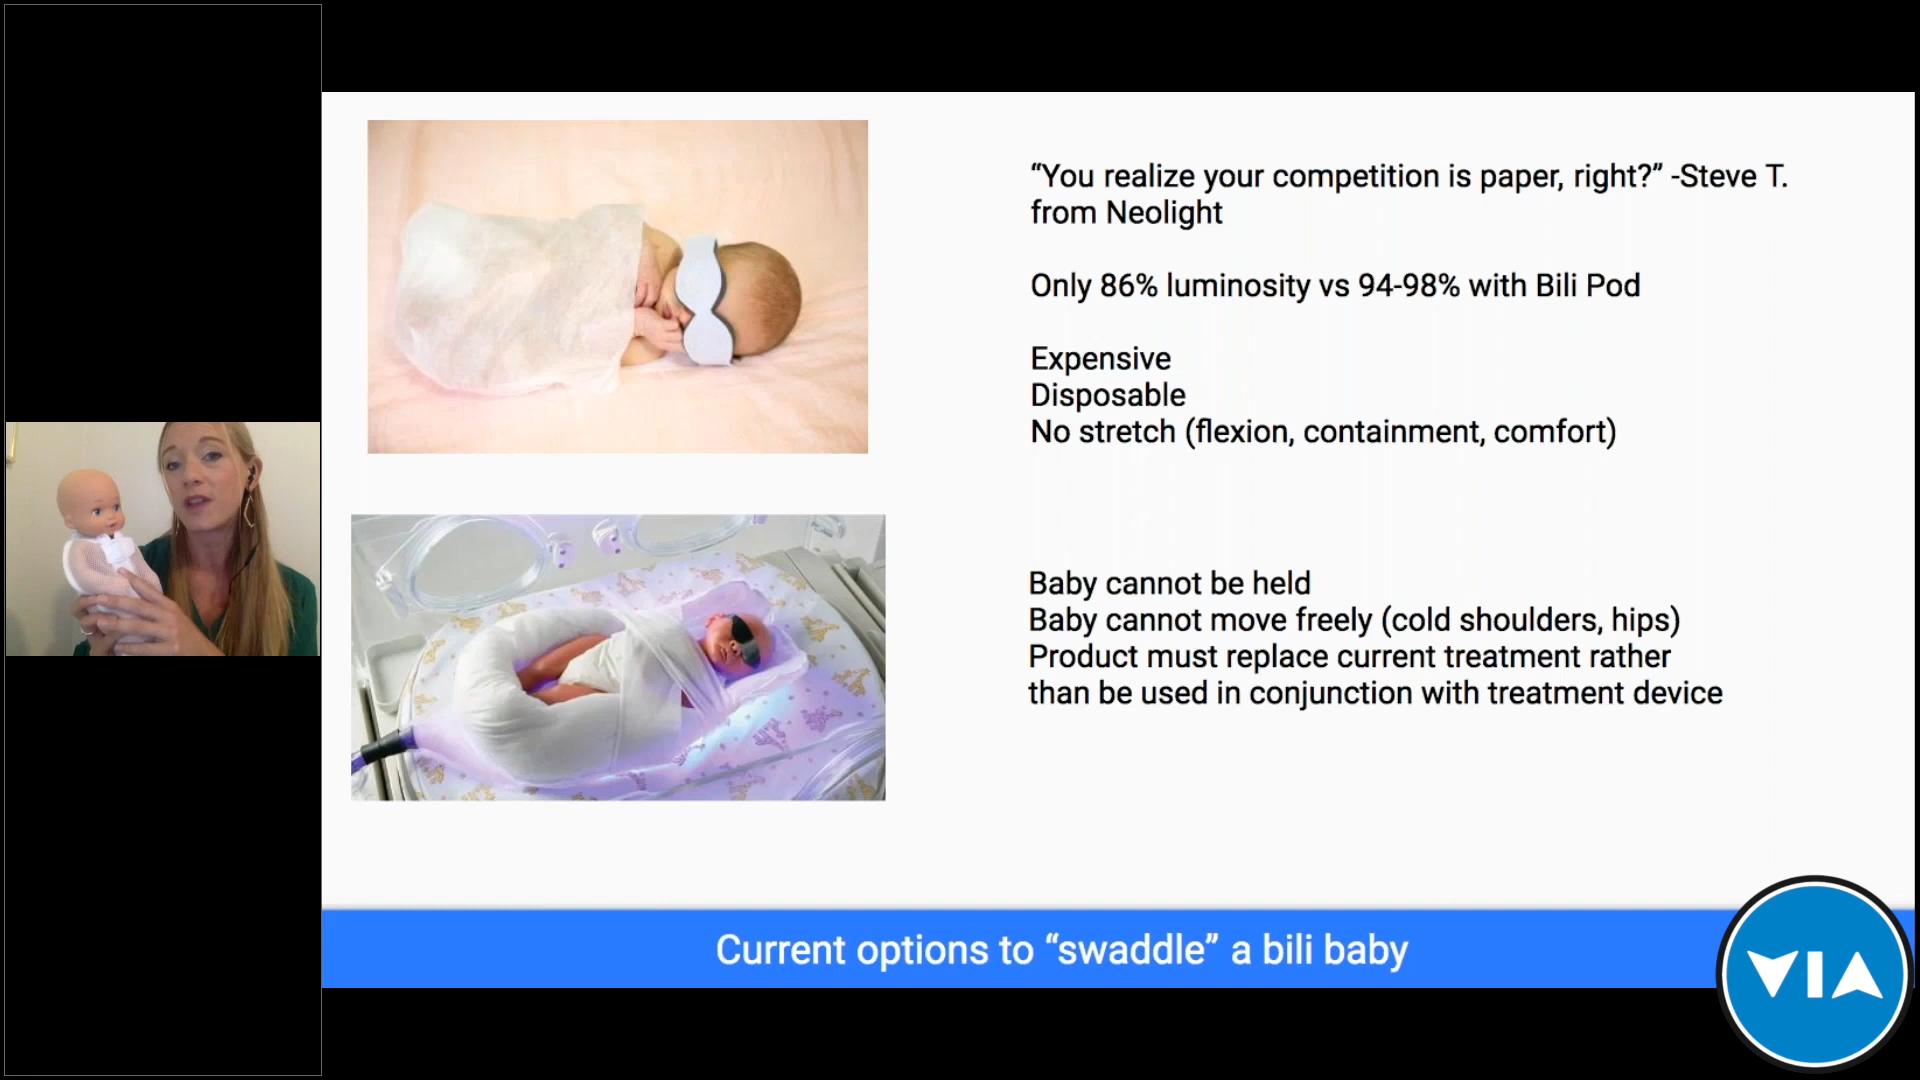 “You realize your competition is paper, right?” -Steve T.
from Neolight
Only 86% luminosity vs 94-98% with Bili Pod
Expensive
Disposable
No stretch (flexion, containment, comfort)
Baby cannot be held
Baby cannot move freely (cold shoulders, hips)
Product must replace current treatment rather
than be used in conjunction with treatment device
Current options to “swaddle” a bili baby
VIA